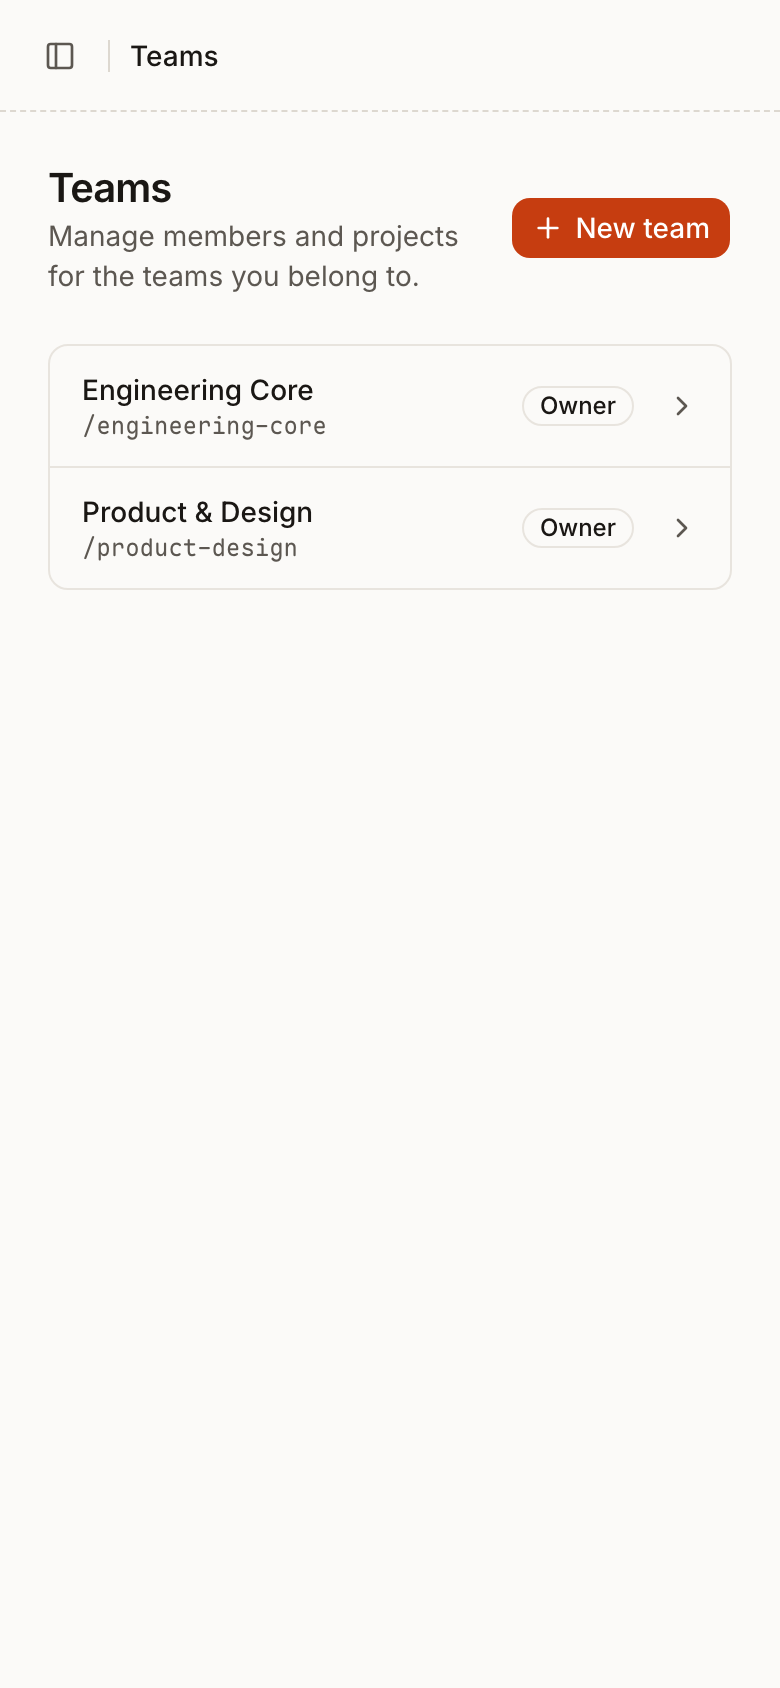 Teams
Teams
Manage members and projects
for the teams you belong to.
New team
Engineering Core
/engineering-core
Owner
Product & Design
/product-design
Owner